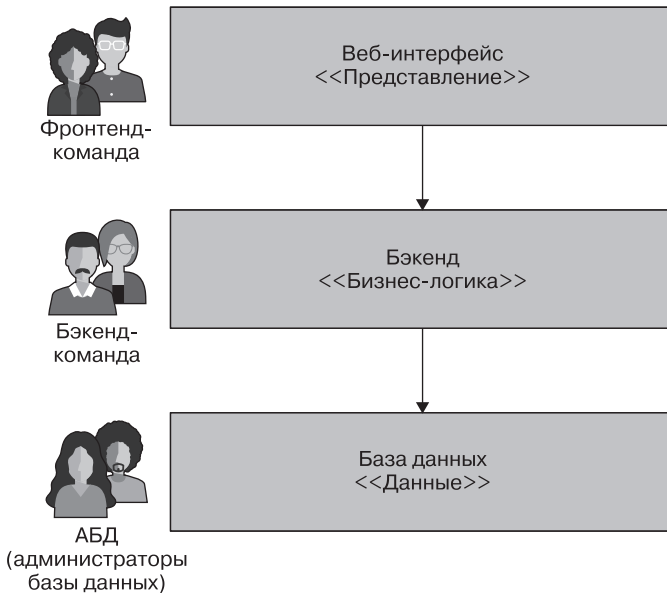 Веб-интерфейс
<<Представление>>
Фронтенд-
команда
Бэкенд
<<Бизнес-логика>>
Бэкенд-
команда
База данных
<<Данные>>
АБД
(администраторы
базы данных)